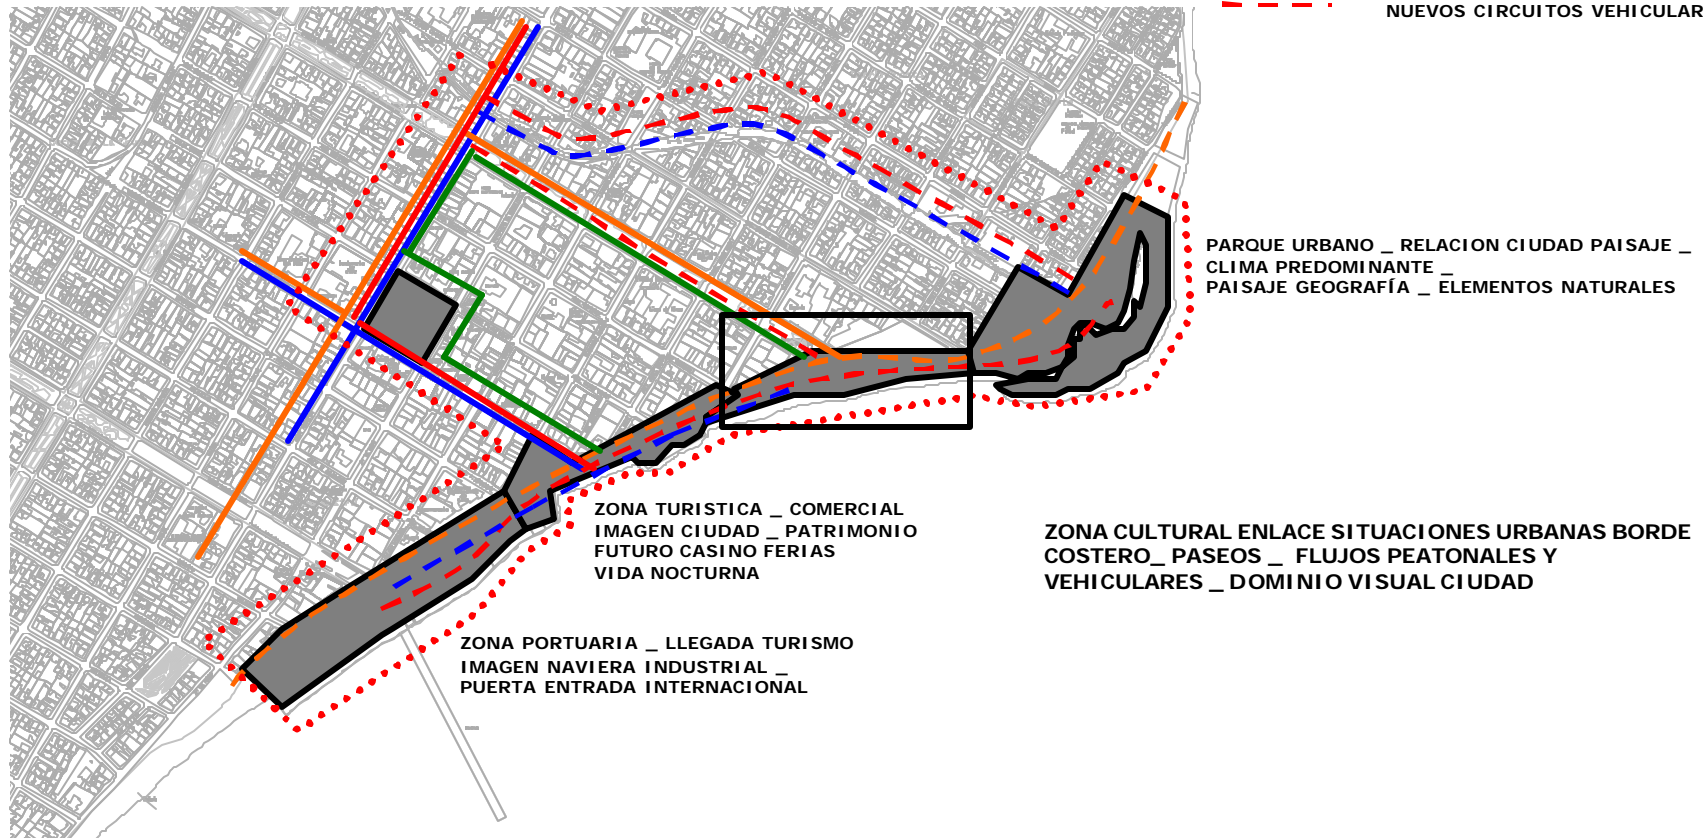 NUEVOS CIRCUITOS VEHICULAR
PARQUE URBANO _ RELACION CIUDAD PAISAJE _
CLIMA PREDOMINANTE _
PAISAJE GEOGRAFÍA _ ELEMENTOS NATURALES
ZONA TURISTICA _ COMERCIAL
IMAGEN CIUDAD _ PATRIMONIO
FUTURO CASINO FERIAS
VIDA NOCTURNA
ZONA CULTURAL ENLACE SITUACIONES URBANAS BORDE
COSTERO_ PASEOS _ FLUJOS PEATONALES Y
VEHICULARES _ DOMINIO VISUAL CIUDAD
ZONA PORTUARIA _ LLEGADA TURISMO
IMAGEN NAVIERA INDUSTRIAL _
PUERTA ENTRADA INTERNACIONAL